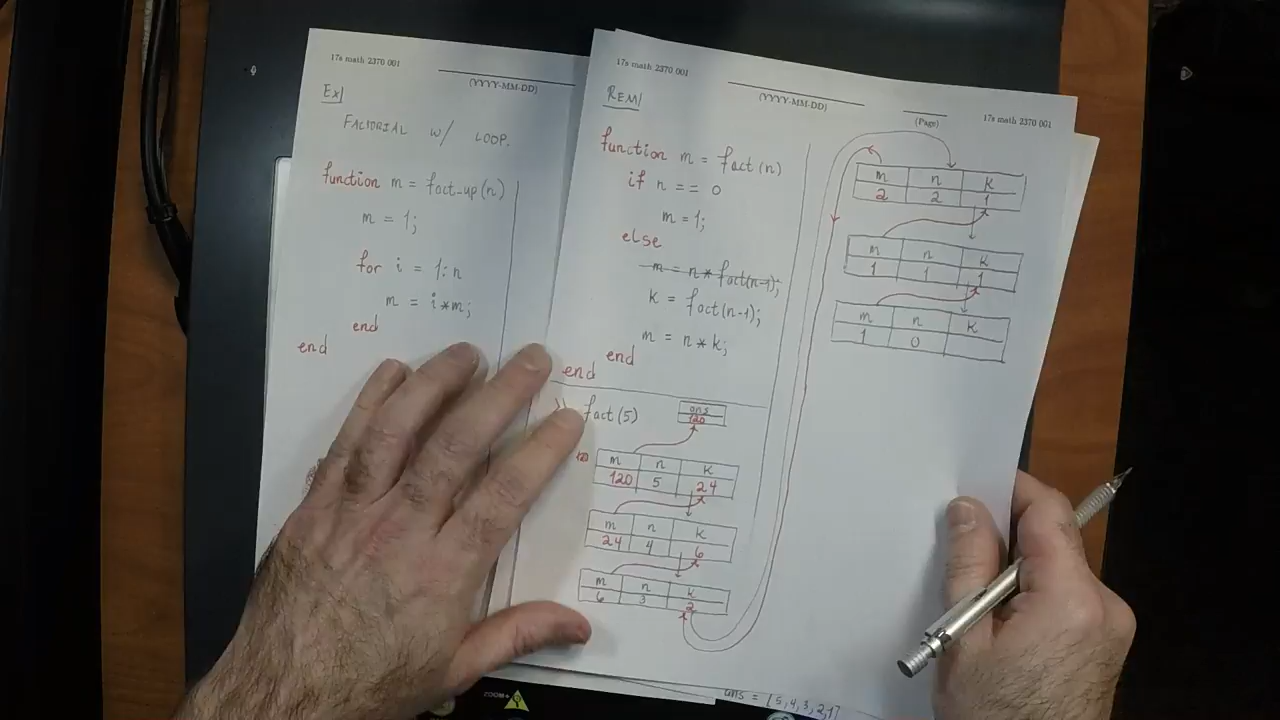 17s math 2370 001
(YYYY-MM-DD)
Ex/
FACTORIAL W/ LOOP.
function m = fact_up(n)
m = 1;
for i = 1:n
m = i*m;
end
end
17s math 2370 001
(YYYY-MM-DD)
(Page)
17s math 2370 001
REM/
function m = fact(n)
if n == 0
m = 1;
else
m = n * fact(n-1);
k = fact(n-1);
m = n * k;
end
end
>> fact(5)
ans
120
m n k
120 5 24
m n k
24 4 6
m n k
6 3 2
m n k
2 2 1
m n k
1 1 1
m n k
1 0
ans = [5,4,3,2,1]
ZOOM+